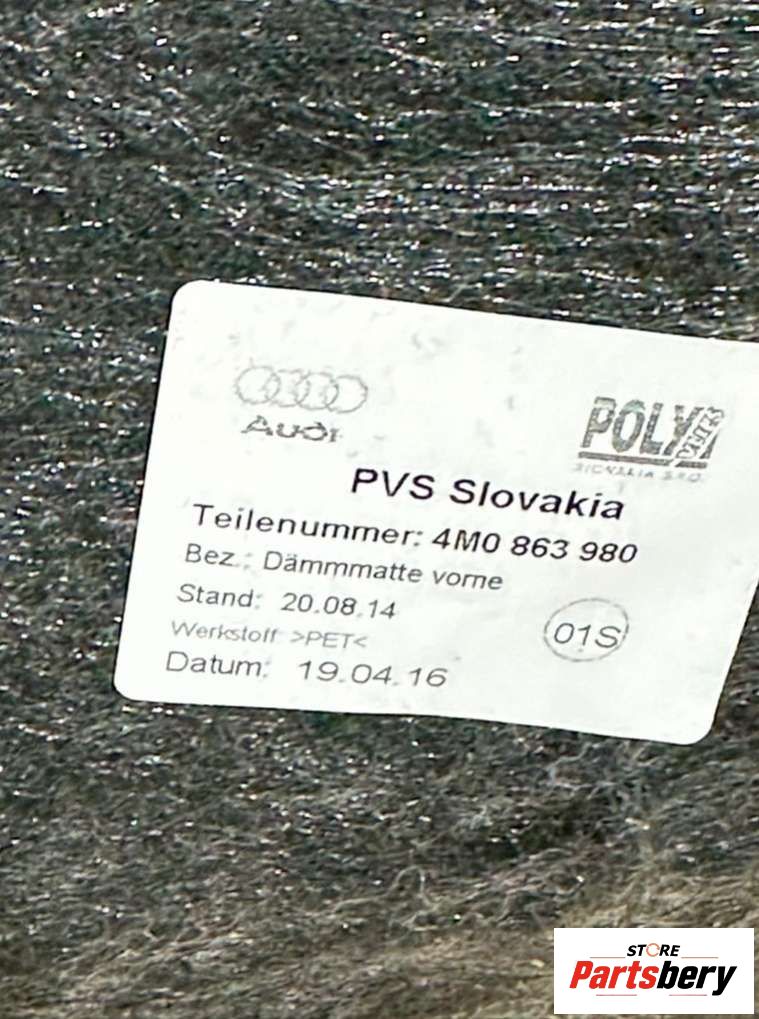 Audi
POLY
SLOVAKIA S.R.O.
PVS Slovakia
Teilenummer: 4M0 863 980
Bez.: Dämmmatte vorne
Stand: 20.08.14
Werkstoff >PET<
01S
Datum: 19.04.16
STORE
Partsbery